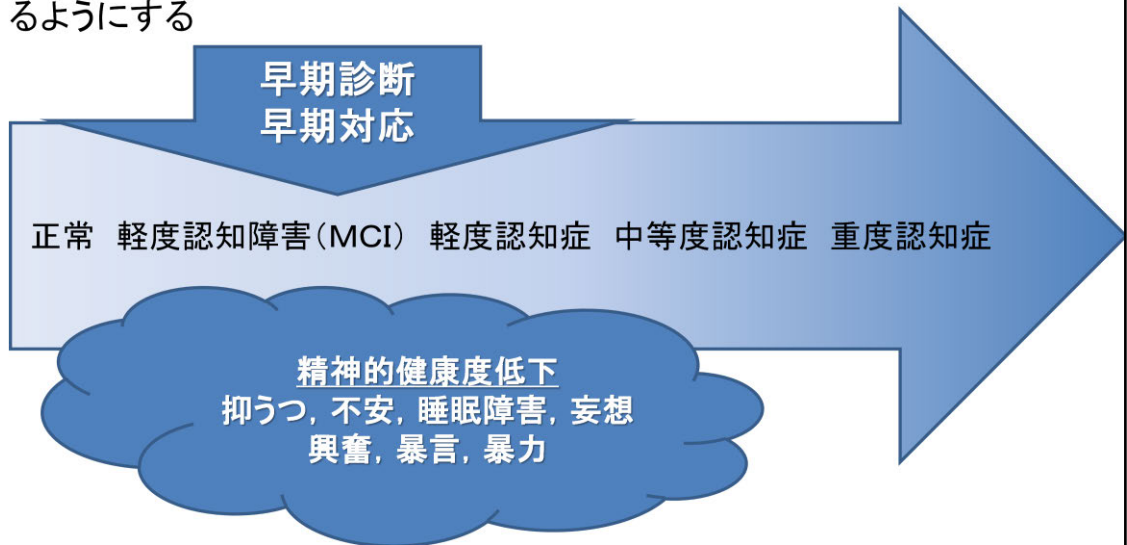 るようにする
早期診断
早期対応
正常 軽度認知障害(MCI) 軽度認知症 中等度認知症 重度認知症
精神的健康度低下
抑うつ, 不安, 睡眠障害, 妄想
興奮, 暴言, 暴力